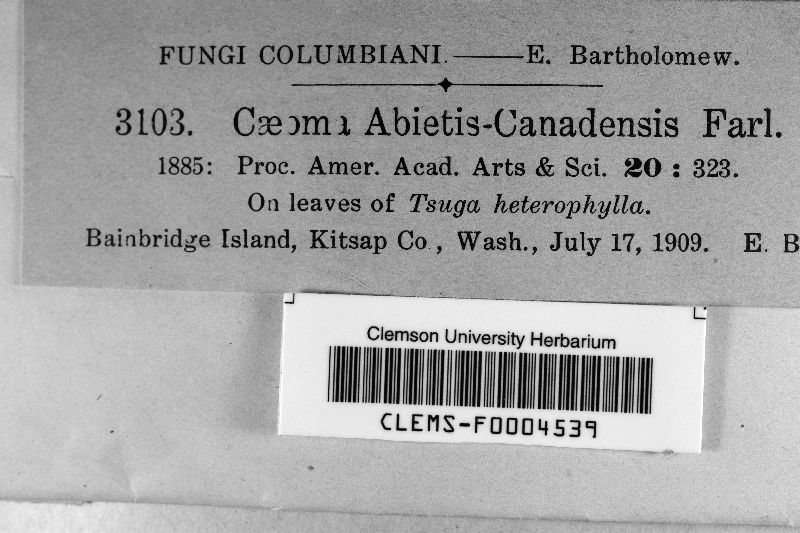 FUNGI COLUMBIANI.——E. Bartholomew.
3103. Cæoma Abietis-Canadensis Farl.
1885: Proc. Amer. Acad. Arts & Sci. 20 : 323.
On leaves of Tsuga heterophylla.
Bainbridge Island, Kitsap Co., Wash., July 17, 1909. E. B
Clemson University Herbarium
CLEMS-F0004539